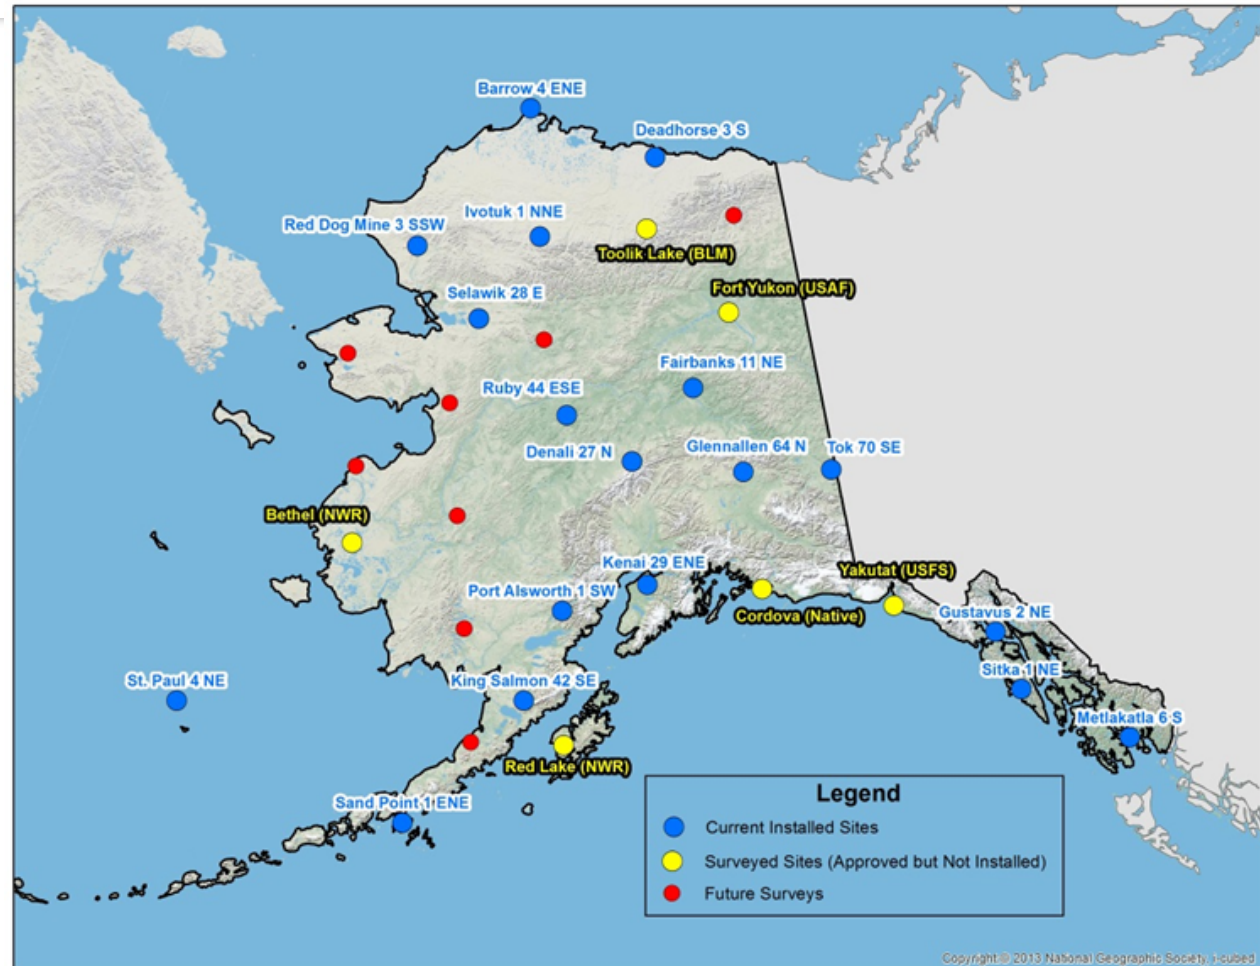 Barrow 4 ENE
Deadhorse 3 S
Red Dog Mine 3 SSW
Ivotuk 1 NNE
Toolik Lake (BLM)
Selawik 28 E
Fort Yukon (USAF)
Fairbanks 11 NE
Ruby 44 ESE
Denali 27 N
Glennallen 64 N
Tok 70 SE
Bethel (NWR)
Kenai 29 ENE
Yakutat (USFS)
Port Alsworth 1 SW
Cordova (Native)
Gustavus 2 NE
St. Paul 4 NE
King Salmon 42 SE
Sitka 1 NE
Metlakatla 6 S
Red Lake (NWR)
Sand Point 1 ENE
Legend
Current Installed Sites
Surveyed Sites (Approved but Not Installed)
Future Surveys
Copyright:© 2013 National Geographic Society, i-cubed